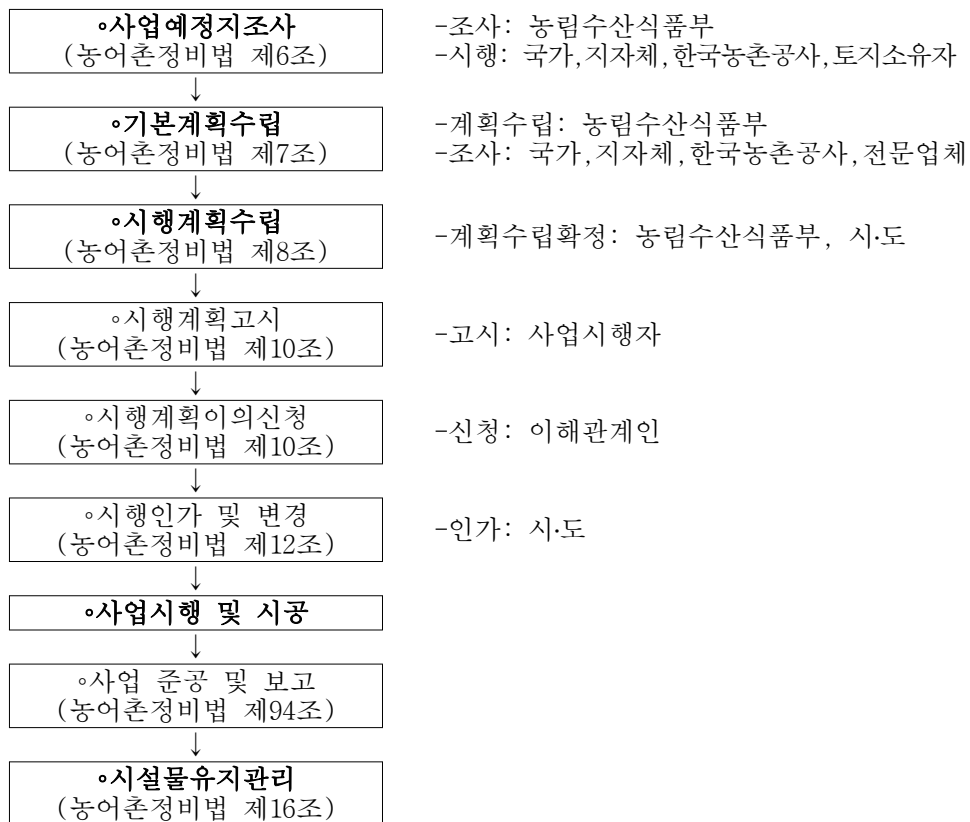 ∘사업예정지조사
(농어촌정비법 제6조)
-조사: 농림수산식품부
-시행: 국가,지자체,한국농촌공사,토지소유자
↓
∘기본계획수립
(농어촌정비법 제7조)
-계획수립: 농림수산식품부
-조사: 국가,지자체,한국농촌공사,전문업체
↓
∘시행계획수립
(농어촌정비법 제8조)
-계획수립확정: 농림수산식품부, 시·도
↓
∘시행계획고시
(농어촌정비법 제10조)
-고시: 사업시행자
↓
∘시행계획이의신청
(농어촌정비법 제10조)
-신청: 이해관계인
↓
∘시행인가 및 변경
(농어촌정비법 제12조)
-인가: 시·도
↓
∘사업시행 및 시공
↓
∘사업 준공 및 보고
(농어촌정비법 제94조)
↓
∘시설물유지관리
(농어촌정비법 제16조)